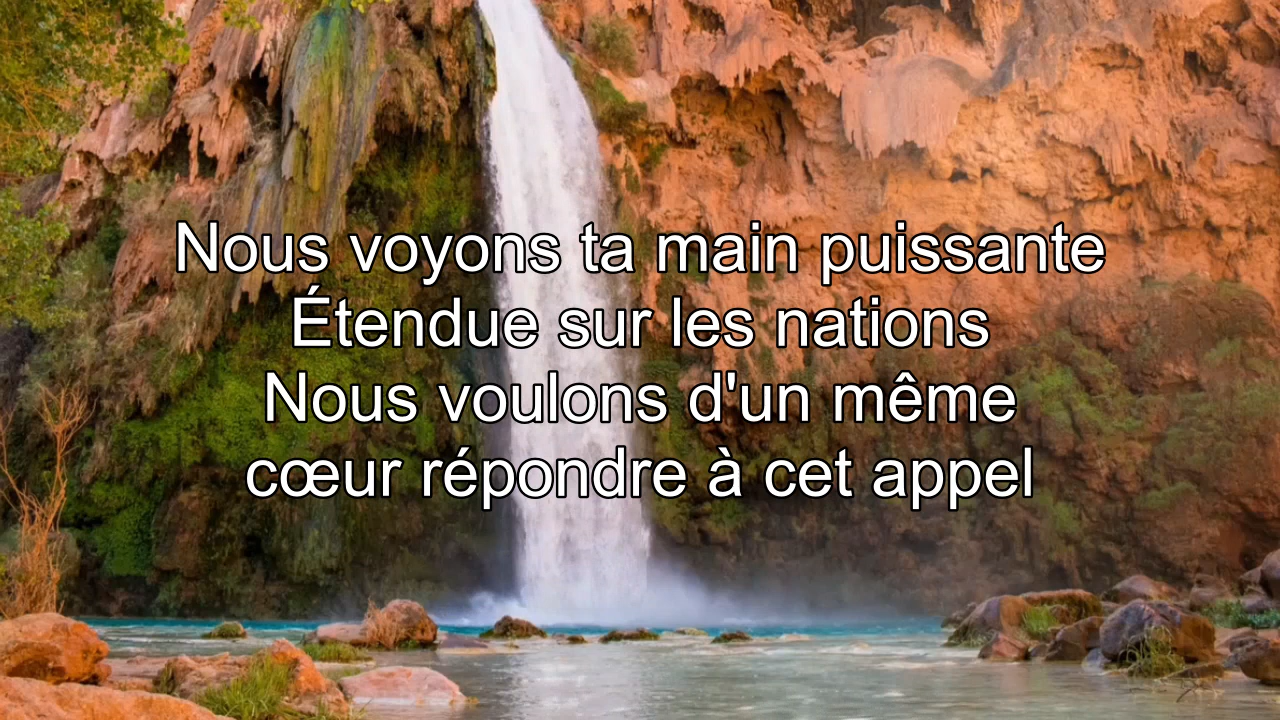 Nous voyons ta main puissante
Étendue sur les nations
Nous voulons d'un même
cœur répondre à cet appel